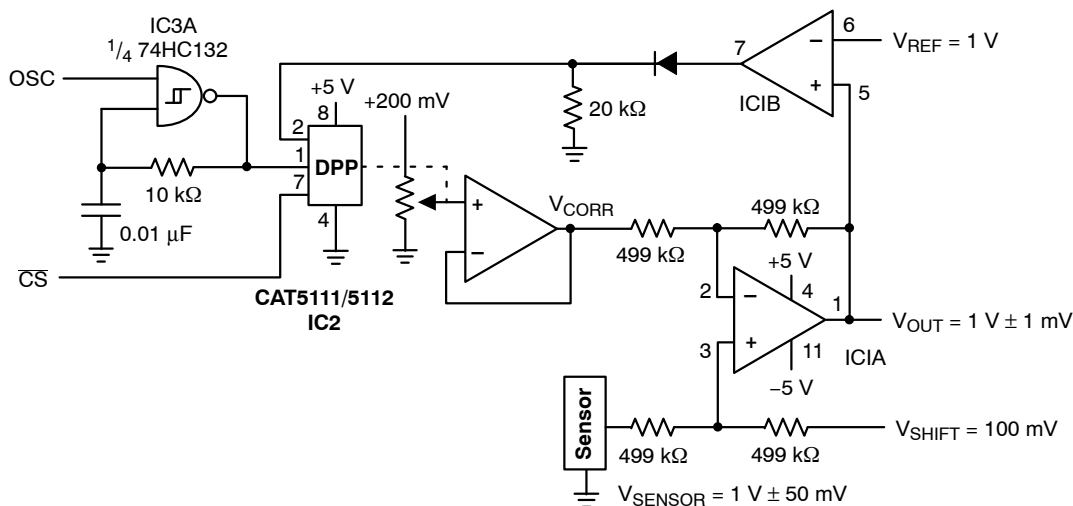 IC3A
1/4 74HC132
OSC
+5 V
8
2
1
7
DPP
4
10 kΩ
0.01 μF
CS
CAT5111/5112
IC2
+200 mV
20 kΩ
7
6
5
−
+
ICIB
VREF = 1 V
+
−
VCORR
499 kΩ
499 kΩ
+5 V
2
−
4
1
3
+
11
−5 V
ICIA
VOUT = 1 V ± 1 mV
Sensor
499 kΩ
499 kΩ
VSHIFT = 100 mV
VSENSOR = 1 V ± 50 mV